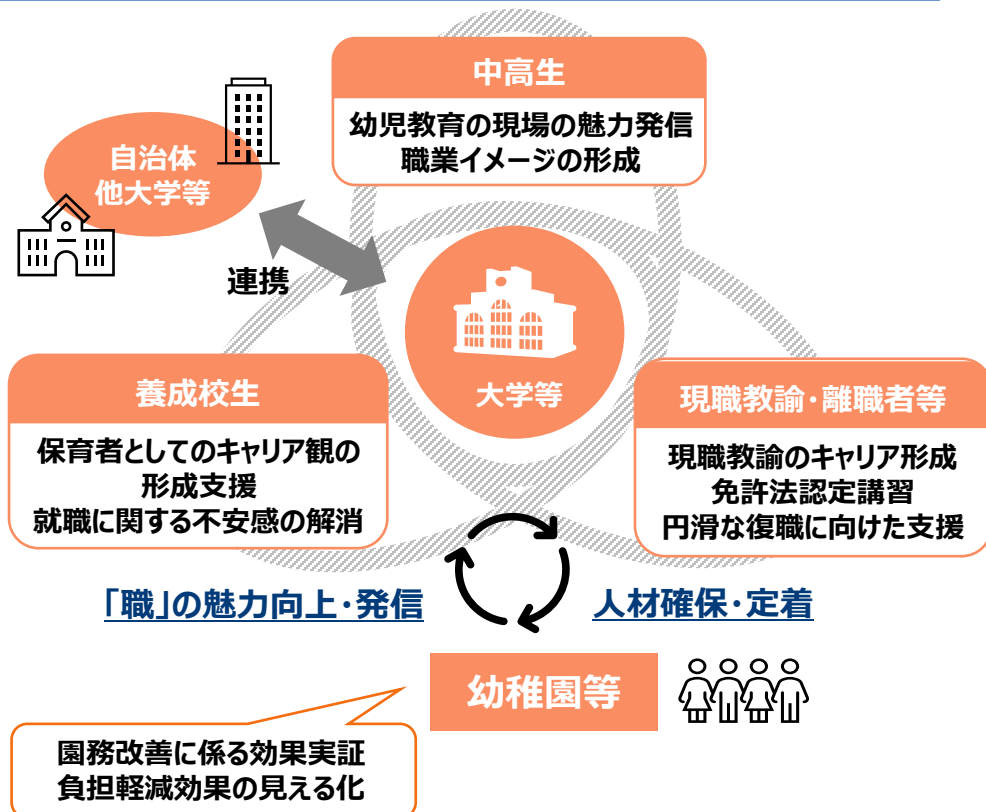 中高生
幼児教育の現場の魅力発信
職業イメージの形成
自治体
他大学等
連携
大学等
養成校生
保育者としてのキャリア観の
形成支援
就職に関する不安感の解消
現職教諭・離職者等
現職教諭のキャリア形成
免許法認定講習
円滑な復職に向けた支援
「職」の魅力向上・発信
人材確保・定着
幼稚園等
園務改善に係る効果実証
負担軽減効果の見える化